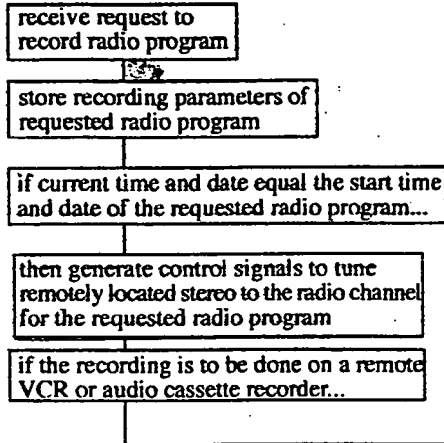 receive request to
record radio program
store recording parameters of
requested radio program
if current time and date equal the start time
and date of the requested radio program...
then generate control signals to tune
remotely located stereo to the radio channel
for the requested radio program
if the recording is to be done on a remote
VCR or audio cassette recorder...